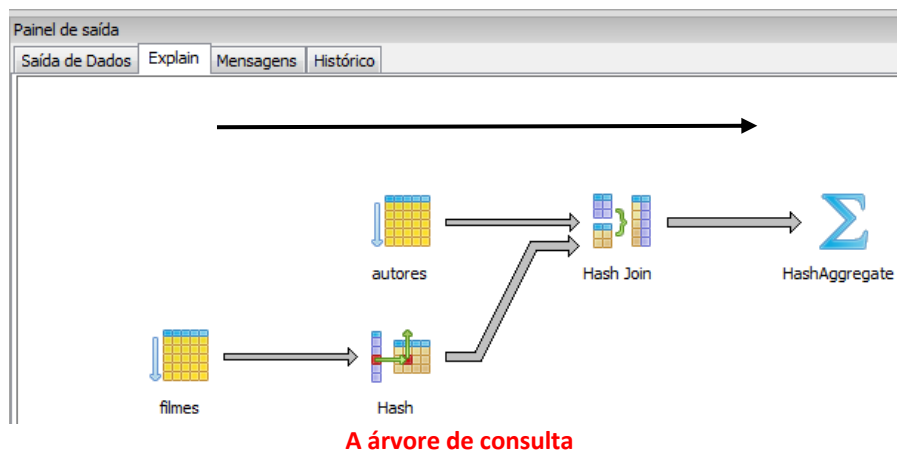 Painel de saída
Saída de Dados Explain Mensagens Histórico
autores Hash Join HashAggregate
filmes Hash
A árvore de consulta